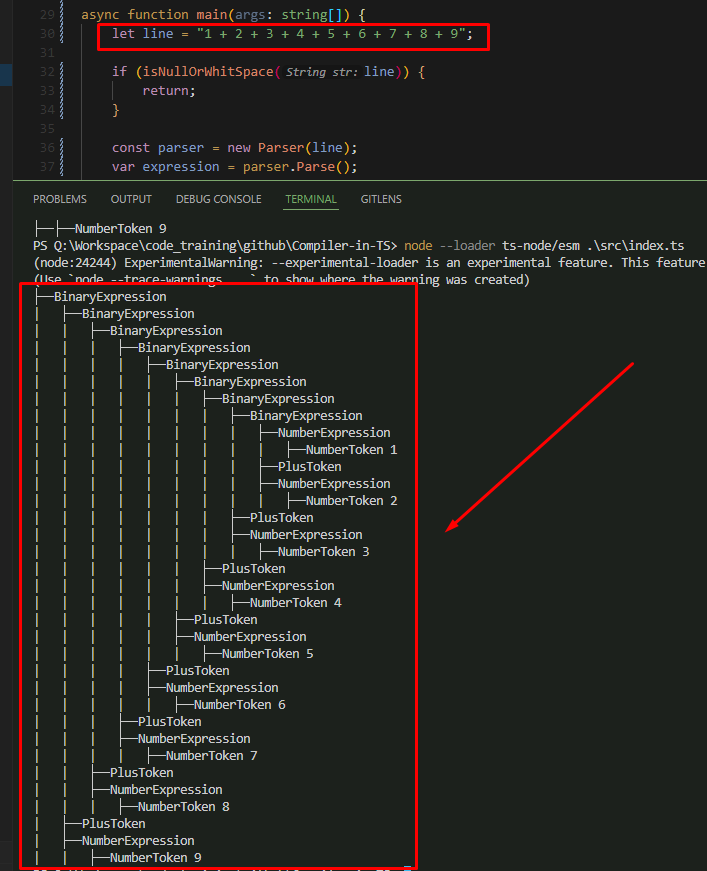 29 async function main(args: string[]) {
30 let line = "1 + 2 + 3 + 4 + 5 + 6 + 7 + 8 + 9";
31
32 if (isNullOrWhitSpace(String str: line)) {
33 return;
34 }
35
36 const parser = new Parser(line);
37 var expression = parser.Parse();
PROBLEMS OUTPUT DEBUG CONSOLE TERMINAL GITLENS
├──├──NumberToken 9
PS Q:\Workspace\code_training\github\Compiler-in-TS> node --loader ts-node/esm .\src\index.ts
(node:24244) ExperimentalWarning: --experimental-loader is an experimental feature. This feature
(Use `node --trace-warnings ...` to show where the warning was created)
├──BinaryExpression
│   ├──BinaryExpression
│   │   ├──BinaryExpression
│   │   │   ├──BinaryExpression
│   │   │   │   ├──BinaryExpression
│   │   │   │   │   ├──BinaryExpression
│   │   │   │   │   │   ├──BinaryExpression
│   │   │   │   │   │   │   ├──BinaryExpression
│   │   │   │   │   │   │   │   ├──NumberExpression
│   │   │   │   │   │   │   │   │   ├──NumberToken 1
│   │   │   │   │   │   │   │   ├──PlusToken
│   │   │   │   │   │   │   │   ├──NumberExpression
│   │   │   │   │   │   │   │   │   ├──NumberToken 2
│   │   │   │   │   │   │   ├──PlusToken
│   │   │   │   │   │   │   ├──NumberExpression
│   │   │   │   │   │   │   │   ├──NumberToken 3
│   │   │   │   │   │   ├──PlusToken
│   │   │   │   │   │   ├──NumberExpression
│   │   │   │   │   │   │   ├──NumberToken 4
│   │   │   │   │   ├──PlusToken
│   │   │   │   │   ├──NumberExpression
│   │   │   │   │   │   ├──NumberToken 5
│   │   │   │   ├──PlusToken
│   │   │   │   ├──NumberExpression
│   │   │   │   │   ├──NumberToken 6
│   │   │   ├──PlusToken
│   │   │   ├──NumberExpression
│   │   │   │   ├──NumberToken 7
│   │   ├──PlusToken
│   │   ├──NumberExpression
│   │   │   ├──NumberToken 8
│   ├──PlusToken
│   ├──NumberExpression
│   │   ├──NumberToken 9